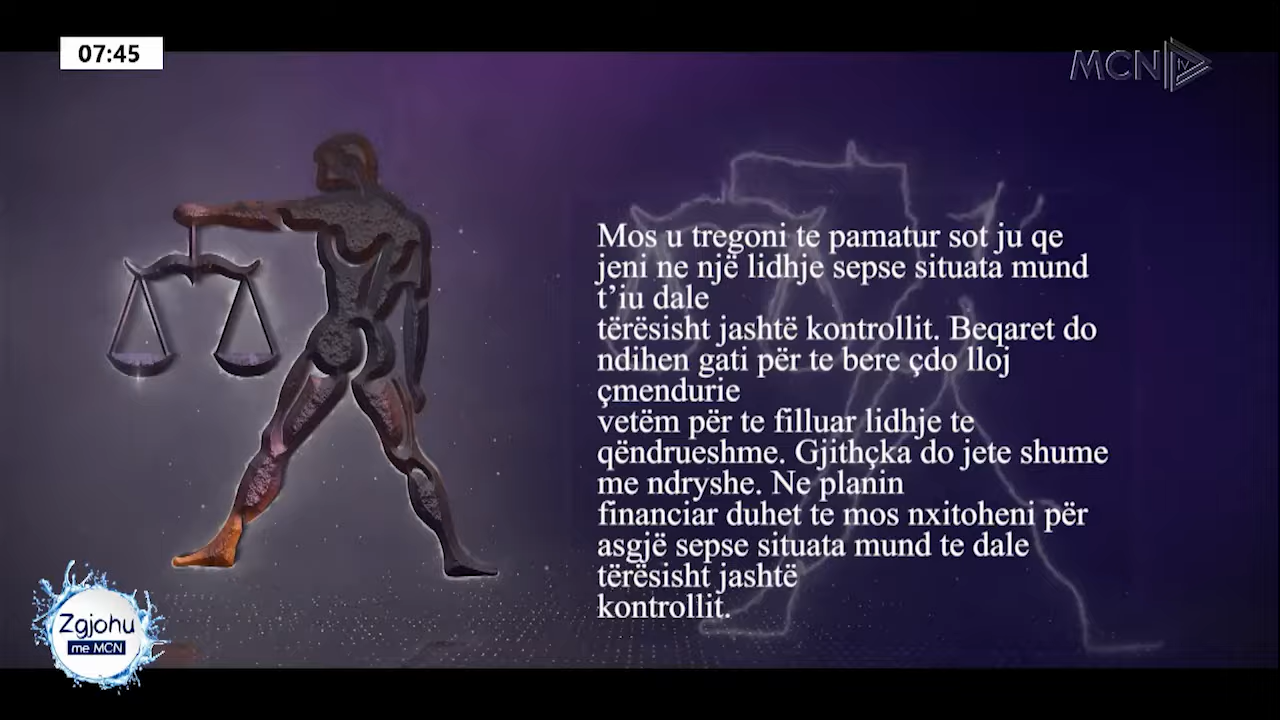 07:45
MCN TV
Mos u tregoni te pamatur sot ju qe
jeni ne një lidhje sepse situata mund
t’iu dale
tërësisht jashtë kontrollit. Beqaret do
ndihen gati për te bere çdo lloj
çmendurie
vetëm për te filluar lidhje te
qëndrueshme. Gjithçka do jete shume
me ndryshe. Ne planin
financiar duhet te mos nxitoheni për
asgjë sepse situata mund te dale
tërësisht jashtë
kontrollit.
Zgjohu
me MCN